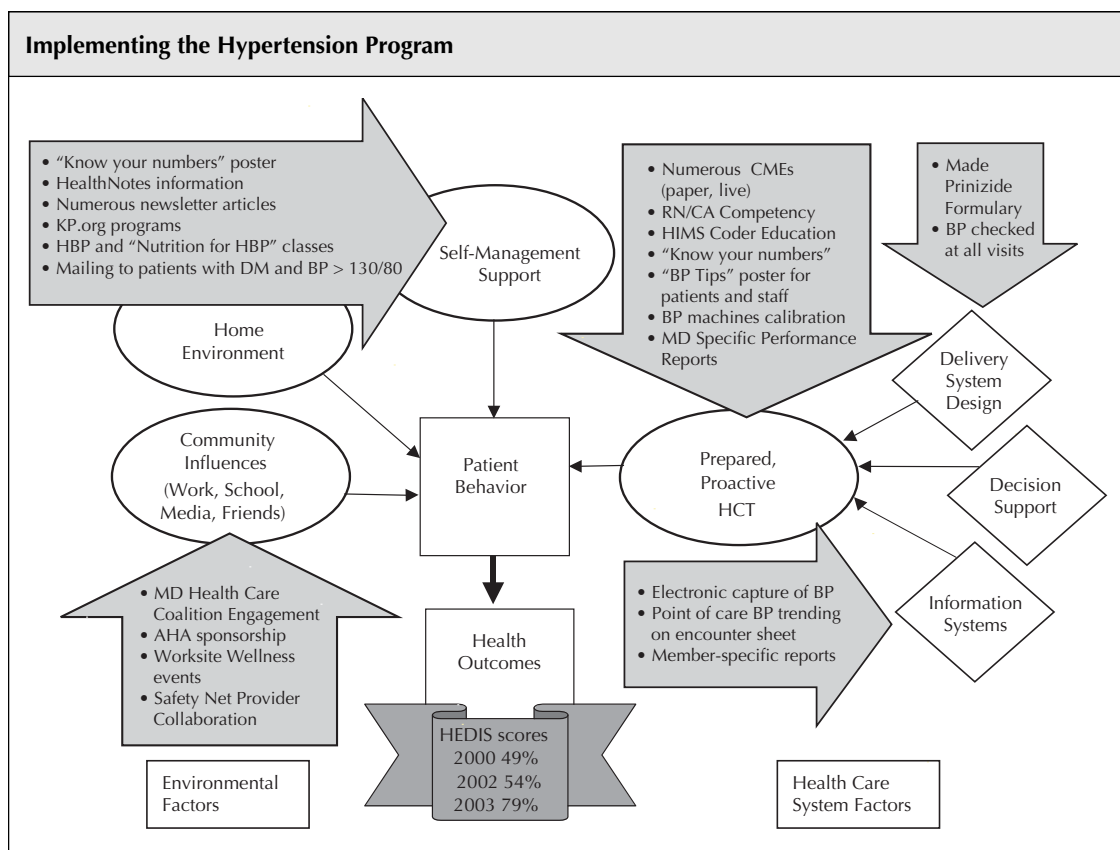 Implementing the Hypertension Program
• “Know your numbers” poster
• HealthNotes information
• Numerous newsletter articles
• KP.org programs
• HBP and “Nutrition for HBP” classes
• Mailing to patients with DM and BP > 130/80
Self-Management
Support
• Numerous CMEs
(paper, live)
• RN/CA Competency
• HIMS Coder Education
• “Know your numbers”
• “BP Tips” poster for
patients and staff
• BP machines calibration
• MD Specific Performance
Reports
• Made
Prinizide
Formulary
• BP checked
at all visits
Home
Environment
Delivery
System
Design
Community
Influences
(Work, School,
Media, Friends)
Patient
Behavior
Prepared,
Proactive
HCT
Decision
Support
• MD Health Care
Coalition Engagement
• AHA sponsorship
• Worksite Wellness
events
• Safety Net Provider
Collaboration
Health
Outcomes
• Electronic capture of BP
• Point of care BP trending
on encounter sheet
• Member-specific reports
Information
Systems
HEDIS scores
2000 49%
2002 54%
2003 79%
Environmental
Factors
Health Care
System Factors